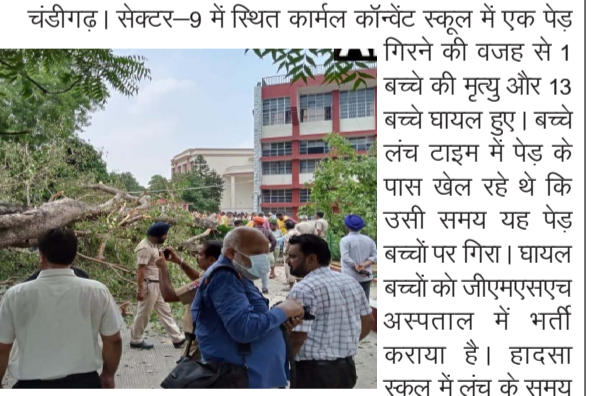 चंडीगढ़। सेक्टर–9 में स्थित कार्मल कॉन्वेंट स्कूल में एक पेड़
गिरने की वजह से 1
बच्चे की मृत्यु और 13
बच्चे घायल हुए। बच्चे
लंच टाइम में पेड़ के
पास खेल रहे थे कि
उसी समय यह पेड़
बच्चों पर गिरा। घायल
बच्चों को जीएमएसएच
अस्पताल में भर्ती
कराया है। हादसा
स्कूल में लंच के समय